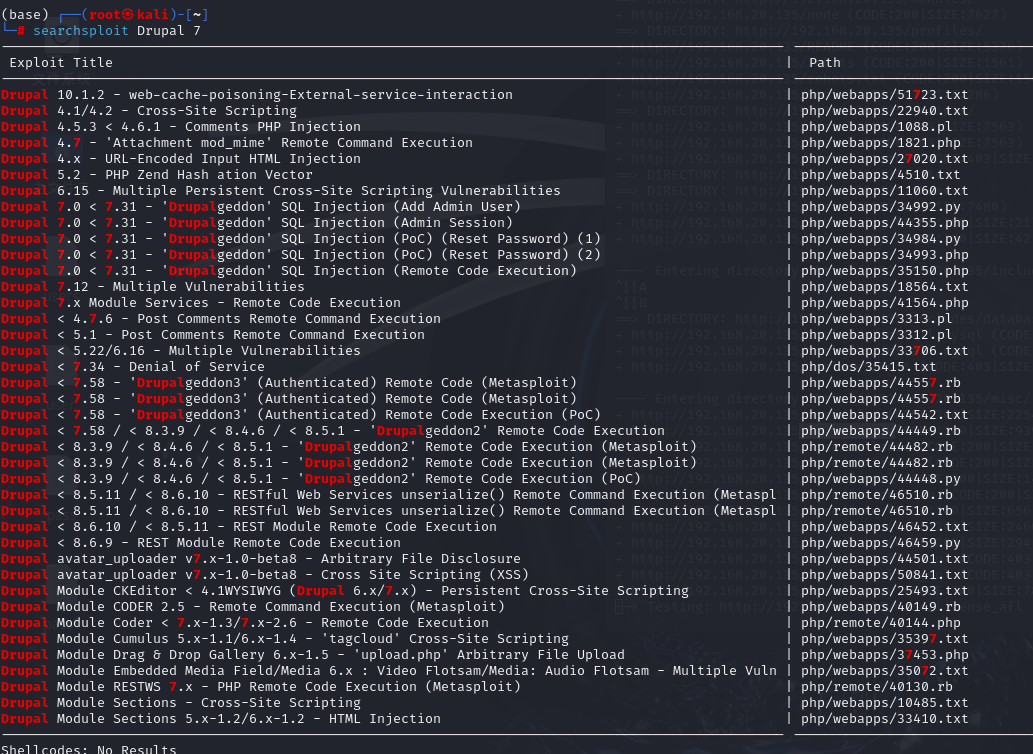 (base) ┌──(root㉿kali)-[~]
└─# searchsploit Drupal 7
Exploit Title | Path
Drupal 10.1.2 - web-cache-poisoning-External-service-interaction | php/webapps/51723.txt
Drupal 4.1/4.2 - Cross-Site Scripting | php/webapps/22940.txt
Drupal 4.5.3 < 4.6.1 - Comments PHP Injection | php/webapps/1088.pl
Drupal 4.7 - 'Attachment mod_mime' Remote Command Execution | php/webapps/1821.php
Drupal 4.x - URL-Encoded Input HTML Injection | php/webapps/27020.txt
Drupal 5.2 - PHP Zend Hash ation Vector | php/webapps/4510.txt
Drupal 6.15 - Multiple Persistent Cross-Site Scripting Vulnerabilities | php/webapps/11060.txt
Drupal 7.0 < 7.31 - 'Drupalgeddon' SQL Injection (Add Admin User) | php/webapps/34992.py
Drupal 7.0 < 7.31 - 'Drupalgeddon' SQL Injection (Admin Session) | php/webapps/44355.php
Drupal 7.0 < 7.31 - 'Drupalgeddon' SQL Injection (PoC) (Reset Password) (1) | php/webapps/34984.py
Drupal 7.0 < 7.31 - 'Drupalgeddon' SQL Injection (PoC) (Reset Password) (2) | php/webapps/34993.php
Drupal 7.0 < 7.31 - 'Drupalgeddon' SQL Injection (Remote Code Execution) | php/webapps/35150.php
Drupal 7.12 - Multiple Vulnerabilities | php/webapps/18564.txt
Drupal 7.x Module Services - Remote Code Execution | php/webapps/41564.php
Drupal < 4.7.6 - Post Comments Remote Command Execution | php/webapps/3313.pl
Drupal < 5.1 - Post Comments Remote Command Execution | php/webapps/3312.pl
Drupal < 5.22/6.16 - Multiple Vulnerabilities | php/webapps/33706.txt
Drupal < 7.34 - Denial of Service | php/dos/35415.txt
Drupal < 7.58 - 'Drupalgeddon3' (Authenticated) Remote Code (Metasploit) | php/webapps/44557.rb
Drupal < 7.58 - 'Drupalgeddon3' (Authenticated) Remote Code (Metasploit) | php/webapps/44557.rb
Drupal < 7.58 - 'Drupalgeddon3' (Authenticated) Remote Code Execution (PoC) | php/webapps/44542.txt
Drupal < 7.58 / < 8.3.9 / < 8.4.6 / < 8.5.1 - 'Drupalgeddon2' Remote Code Execution | php/webapps/44449.rb
Drupal < 8.3.9 / < 8.4.6 / < 8.5.1 - 'Drupalgeddon2' Remote Code Execution (Metasploit) | php/remote/44482.rb
Drupal < 8.3.9 / < 8.4.6 / < 8.5.1 - 'Drupalgeddon2' Remote Code Execution (Metasploit) | php/remote/44482.rb
Drupal < 8.3.9 / < 8.4.6 / < 8.5.1 - 'Drupalgeddon2' Remote Code Execution (PoC) | php/webapps/44448.py
Drupal < 8.5.11 / < 8.6.10 - RESTful Web Services unserialize() Remote Command Execution (Metaspl | php/remote/46510.rb
Drupal < 8.5.11 / < 8.6.10 - RESTful Web Services unserialize() Remote Command Execution (Metaspl | php/remote/46510.rb
Drupal < 8.6.10 / < 8.5.11 - REST Module Remote Code Execution | php/webapps/46452.txt
Drupal < 8.6.9 - REST Module Remote Code Execution | php/webapps/46459.py
Drupal avatar_uploader v7.x-1.0-beta8 - Arbitrary File Disclosure | php/webapps/44501.txt
Drupal avatar_uploader v7.x-1.0-beta8 - Cross Site Scripting (XSS) | php/webapps/50841.txt
Drupal Module CKEditor < 4.1WYSIWYG (Drupal 6.x/7.x) - Persistent Cross-Site Scripting | php/webapps/25493.txt
Drupal Module CODER 2.5 - Remote Command Execution (Metasploit) | php/webapps/40149.rb
Drupal Module Coder < 7.x-1.3/7.x-2.6 - Remote Code Execution | php/remote/40144.php
Drupal Module Cumulus 5.x-1.1/6.x-1.4 - 'tagcloud' Cross-Site Scripting | php/webapps/35397.txt
Drupal Module Drag & Drop Gallery 6.x-1.5 - 'upload.php' Arbitrary File Upload | php/webapps/37453.php
Drupal Module Embedded Media Field/Media 6.x : Video Flotsam/Media: Audio Flotsam - Multiple Vuln | php/webapps/35072.txt
Drupal Module RESTWS 7.x - PHP Remote Code Execution (Metasploit) | php/remote/40130.rb
Drupal Module Sections - Cross-Site Scripting | php/webapps/10485.txt
Drupal Module Sections 5.x-1.2/6.x-1.2 - HTML Injection | php/webapps/33410.txt
Shellcodes: No Results